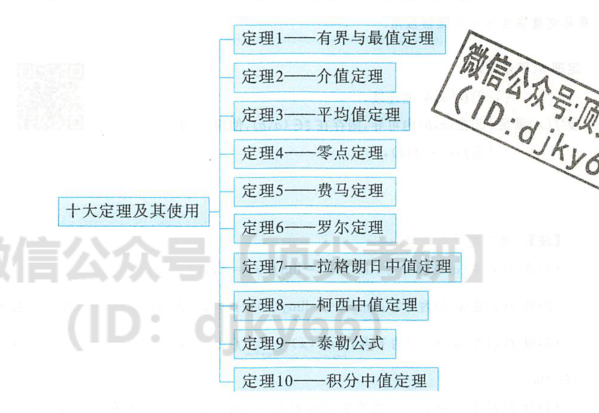 定理1——有界与最值定理
定理2——介值定理
定理3——平均值定理
定理4——零点定理
定理5——费马定理
十大定理及其使用
定理6——罗尔定理
定理7——拉格朗日中值定理
定理8——柯西中值定理
定理9——泰勒公式
定理10——积分中值定理
微信公众号:顶
(ID:djky6
微信公众号【顶尖考研】
(ID: djky66)